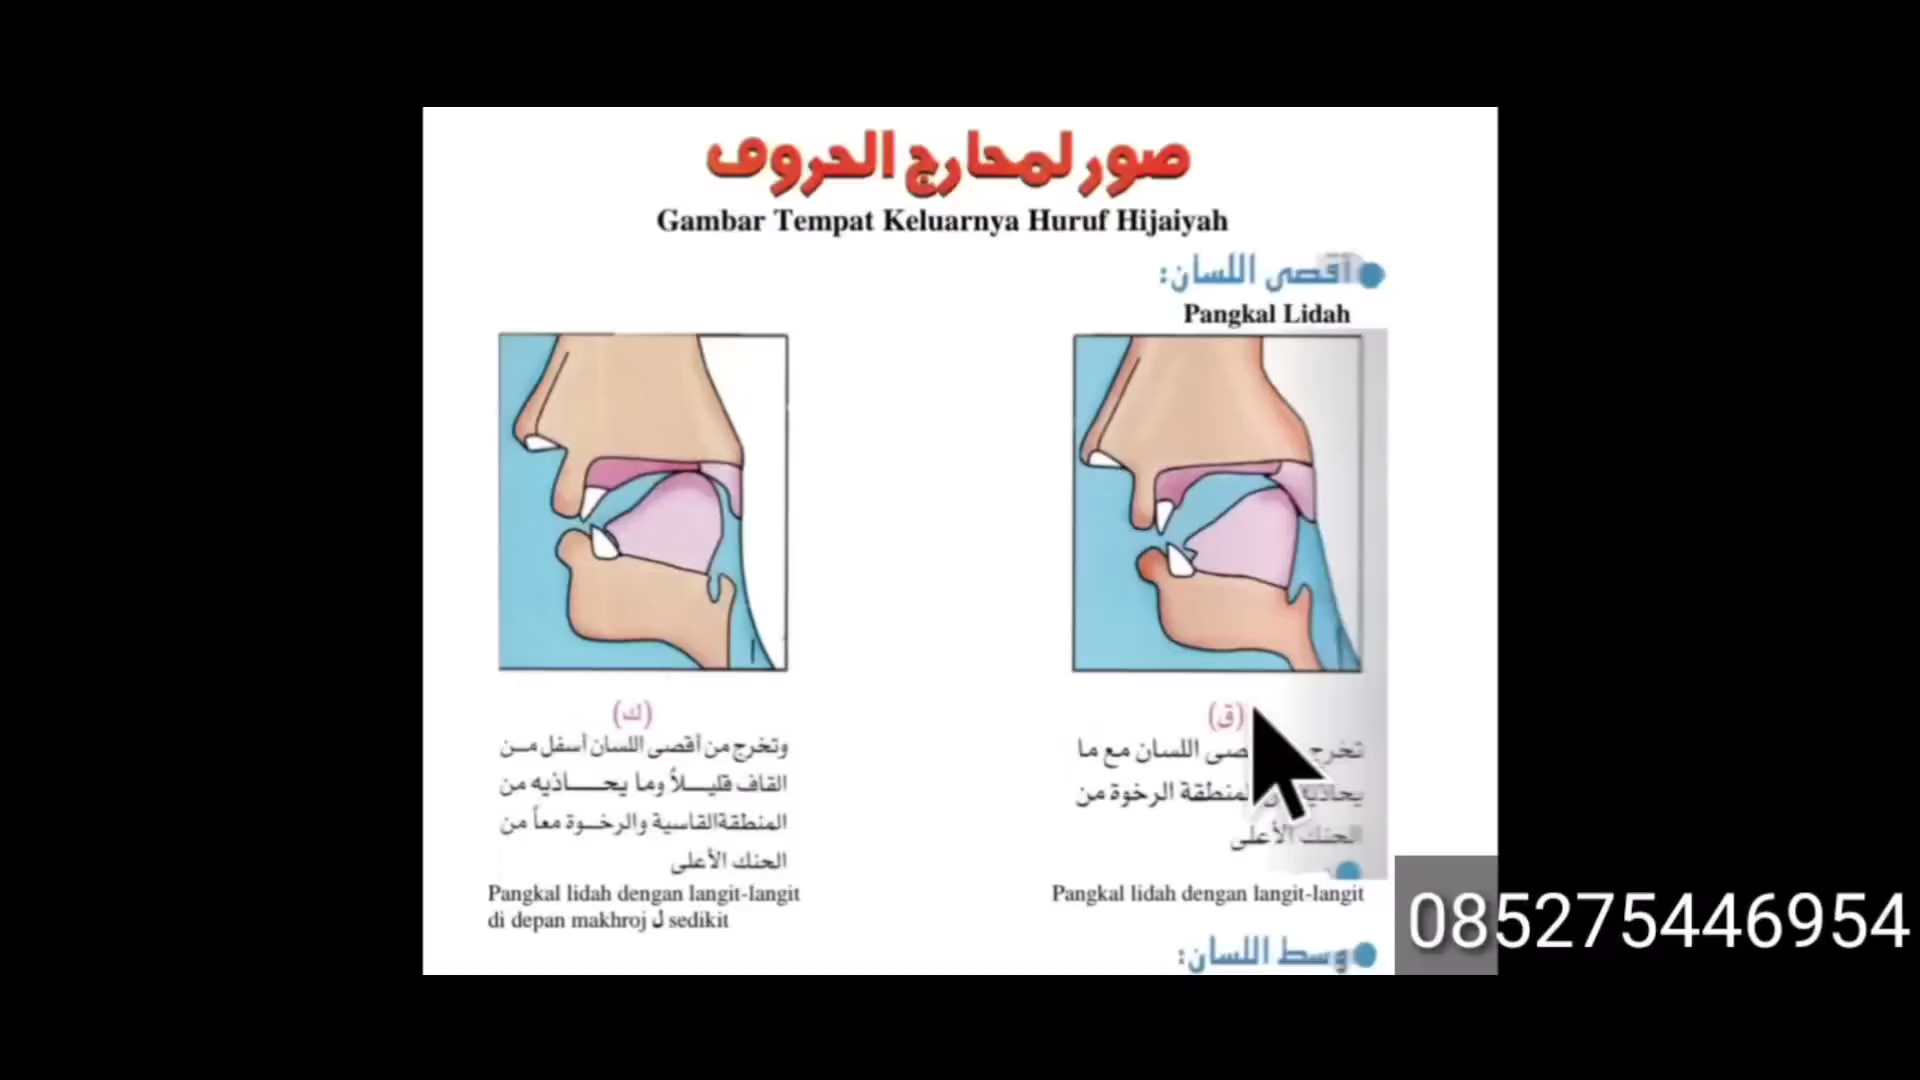 صور لمخارج الحروف
Gambar Tempat Keluarnya Huruf Hijaiyah
أقصى اللسان:
Pangkal Lidah
(ق)
تخرج أقصى اللسان مع ما
المنطقة الرخوة من
الحنك الأعلى
Pangkal lidah dengan langit-langit
(ك)
وتخرج من أقصى اللسان أسفل من
القاف قليلاً وما يحاذيه من
المنطقة القاسية والرخوة معاً من
الحنك الأعلى
Pangkal lidah dengan langit-langit
di depan makhroj ل sedikit
وسط اللسان:
085275446954